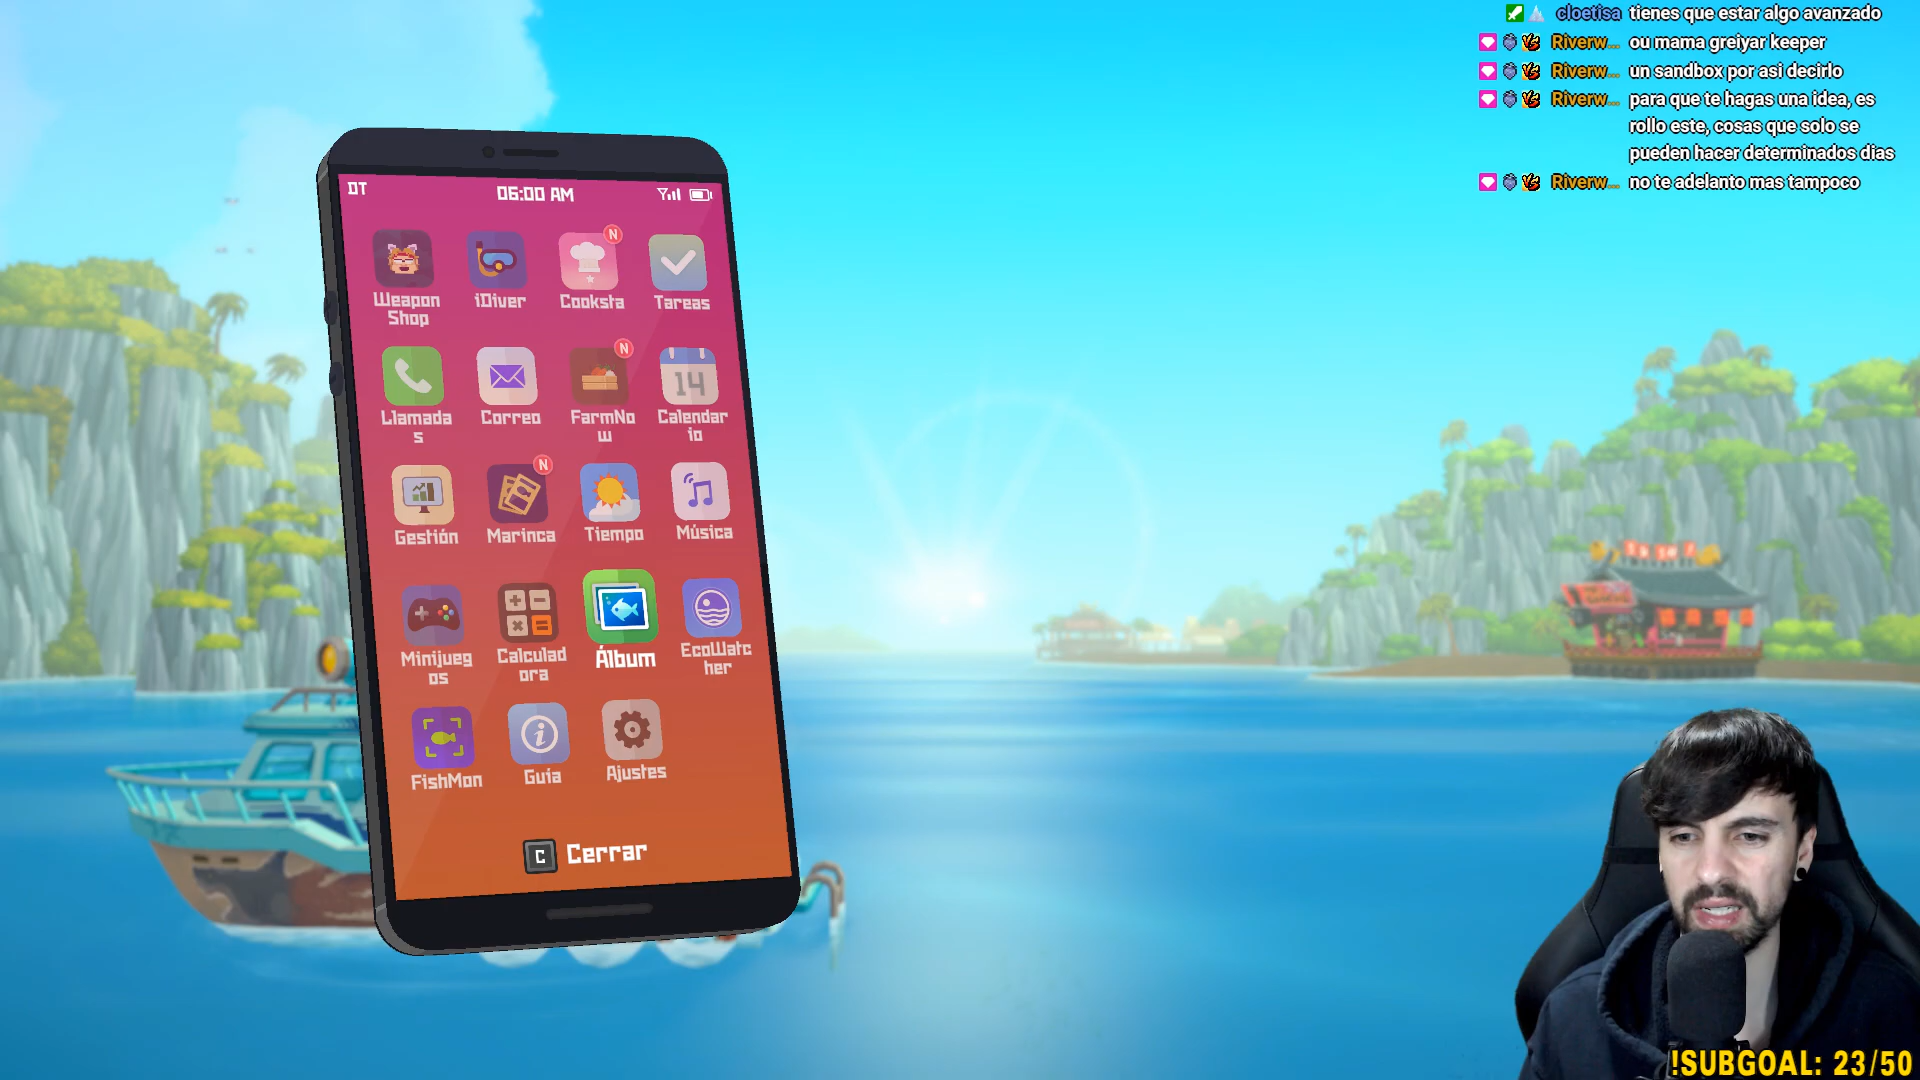 cloetisa tienes que estar algo avanzado
Riverw... ou mama greiyar keeper
Riverw... un sandbox por asi decirlo
Riverw... para que te hagas una idea, es
rollo este, cosas que solo se
pueden hacer determinados dias
Riverw... no te adelanto mas tampoco
DT 06:00 AM
N
Weapon
Shop
iDiver
Cooksta
Tareas
N
14
Llamada
s
Correo
FarmNo
w
Calendar
io
N
Gestión
Marinca
Tiempo
Música
Minijueg
os
Calculad
ora
Álbum
EcoWatc
her
i
FishMon
Guía
Ajustes
C Cerrar
!SUBGOAL: 23/50